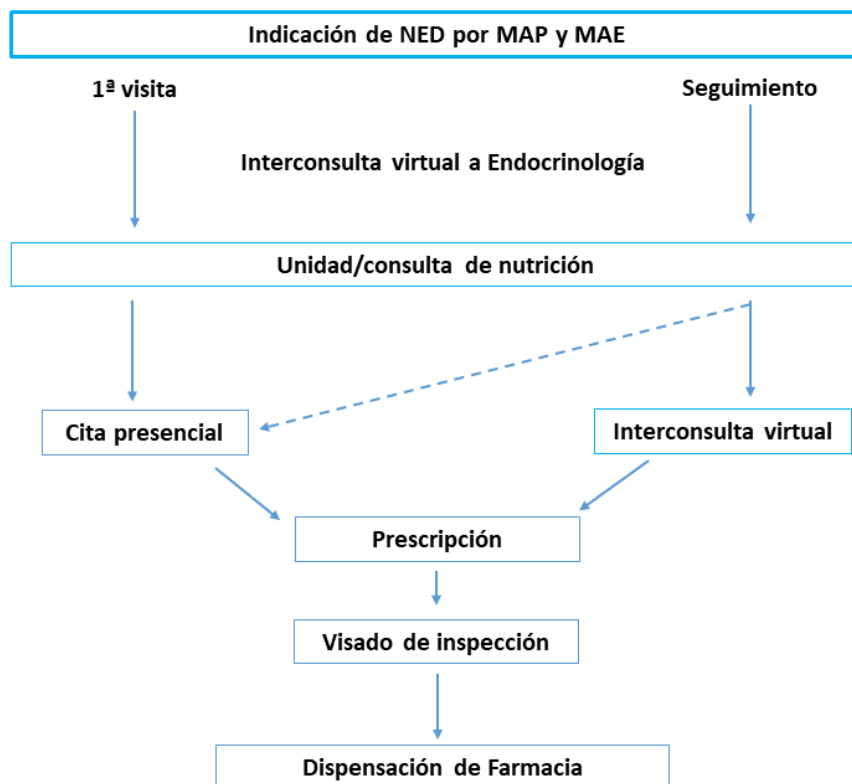 Indicación de NED por MAP y MAE
1ª visita
Seguimiento
Interconsulta virtual a Endocrinología
Unidad/consulta de nutrición
Cita presencial
Interconsulta virtual
Prescripción
Visado de inspección
Dispensación de Farmacia